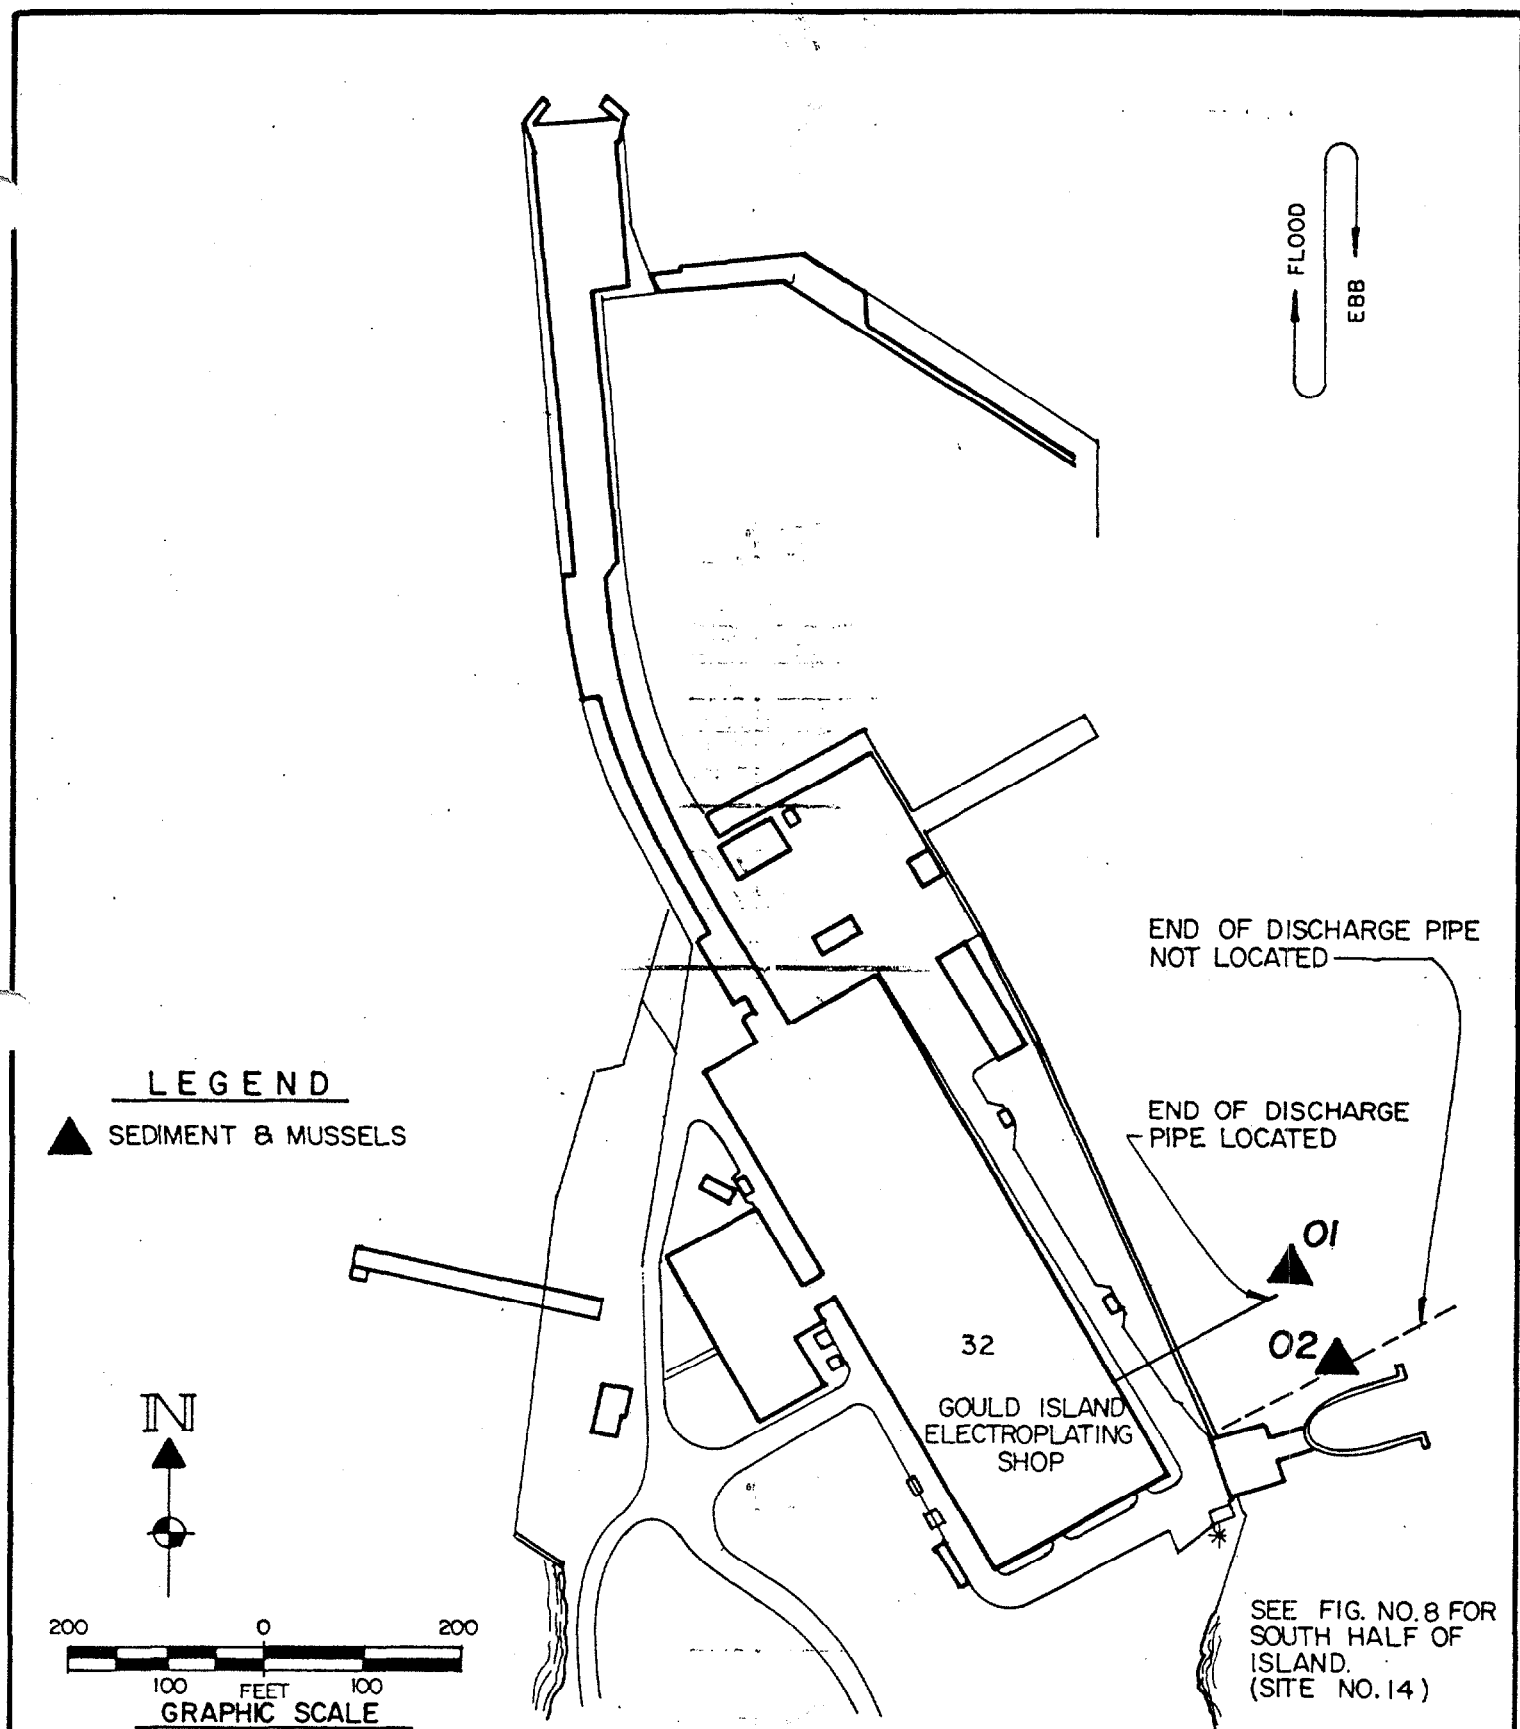 FLOOD
EBB
END OF DISCHARGE PIPE
NOT LOCATED
LEGEND
SEDIMENT & MUSSELS
END OF DISCHARGE
PIPE LOCATED
01
02
32
GOULD ISLAND
ELECTROPLATING
SHOP
N
200 0 200
100 FEET 100
GRAPHIC SCALE
SEE FIG. NO. 8 FOR
SOUTH HALF OF
ISLAND.
(SITE NO. 14)